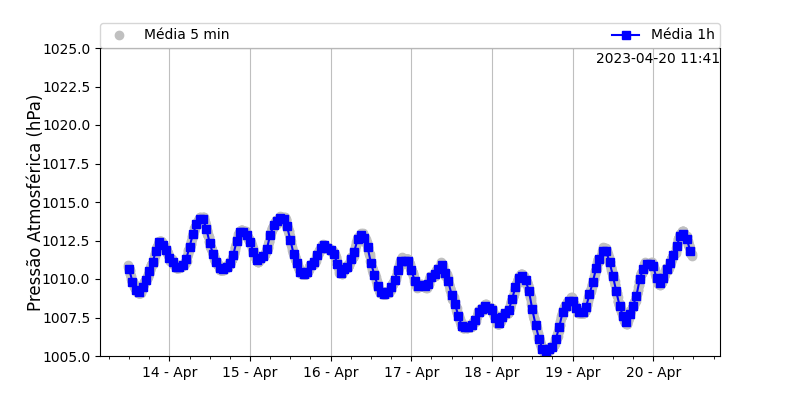 Média 5 min
Média 1h
2023-04-20 11:41
Pressão Atmosférica (hPa)
1025.0
1022.5
1020.0
1017.5
1015.0
1012.5
1010.0
1007.5
1005.0
14 - Apr
15 - Apr
16 - Apr
17 - Apr
18 - Apr
19 - Apr
20 - Apr